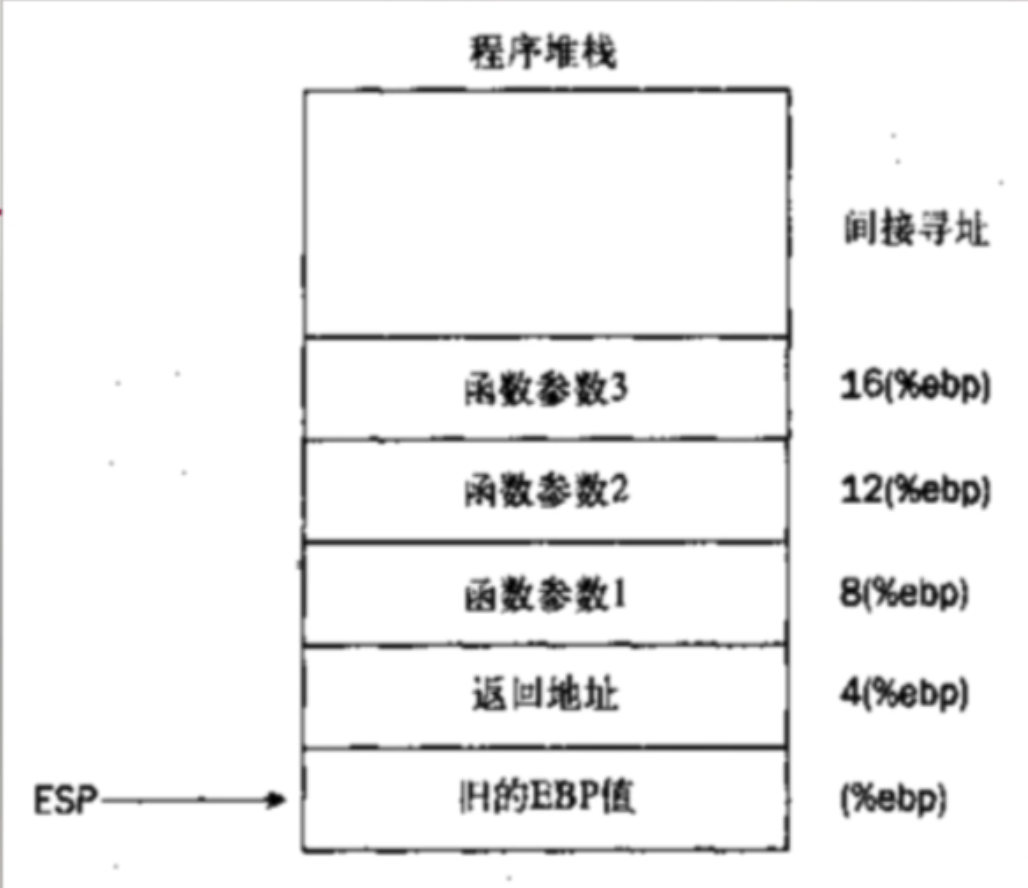 程序堆栈
间接寻址
函数参数3 16(%ebp)
函数参数2 12(%ebp)
函数参数1 8(%ebp)
返回地址 4(%ebp)
ESP 旧的EBP值 (%ebp)